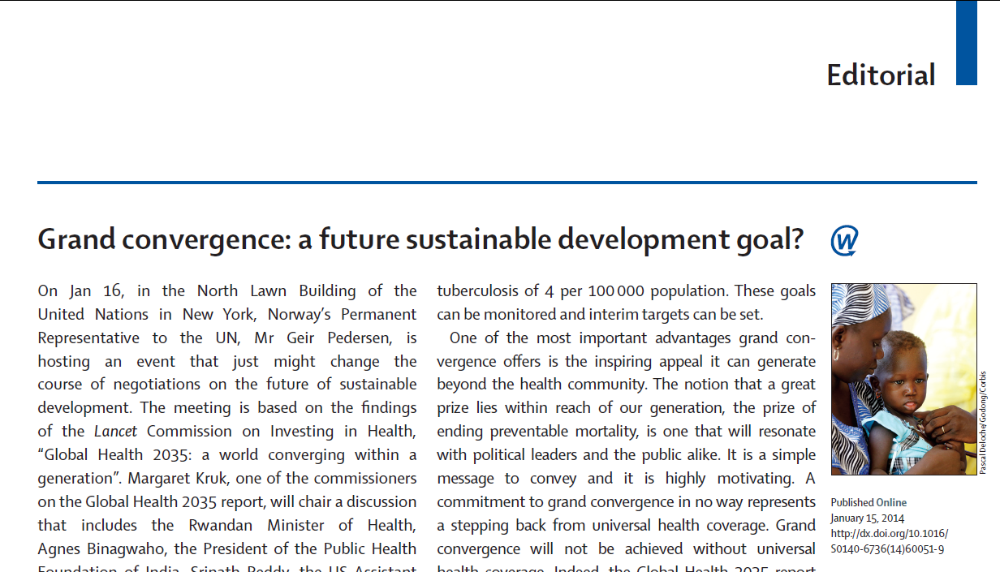 Editorial
Grand convergence: a future sustainable development goal?
W
On Jan 16, in the North Lawn Building of the
United Nations in New York, Norway’s Permanent
Representative to the UN, Mr Geir Pedersen, is
hosting an event that just might change the
course of negotiations on the future of sustainable
development. The meeting is based on the findings
of the Lancet Commission on Investing in Health,
“Global Health 2035: a world converging within a
generation”. Margaret Kruk, one of the commissioners
on the Global Health 2035 report, will chair a discussion
that includes the Rwandan Minister of Health,
Agnes Binagwaho, the President of the Public Health
Foundation of India, Srinath Reddy, the US Assistant
tuberculosis of 4 per 100 000 population. These goals
can be monitored and interim targets can be set.
One of the most important advantages grand con-
vergence offers is the inspiring appeal it can generate
beyond the health community. The notion that a great
prize lies within reach of our generation, the prize of
ending preventable mortality, is one that will resonate
with political leaders and the public alike. It is a simple
message to convey and it is highly motivating. A
commitment to grand convergence in no way represents
a stepping back from universal health coverage. Grand
convergence will not be achieved without universal
health coverage. Indeed, the Global Health 2035 report
Pascal Deloche/Godong/Corbis
Published Online
January 15, 2014
http://dx.doi.org/10.1016/
S0140-6736(14)60051-9